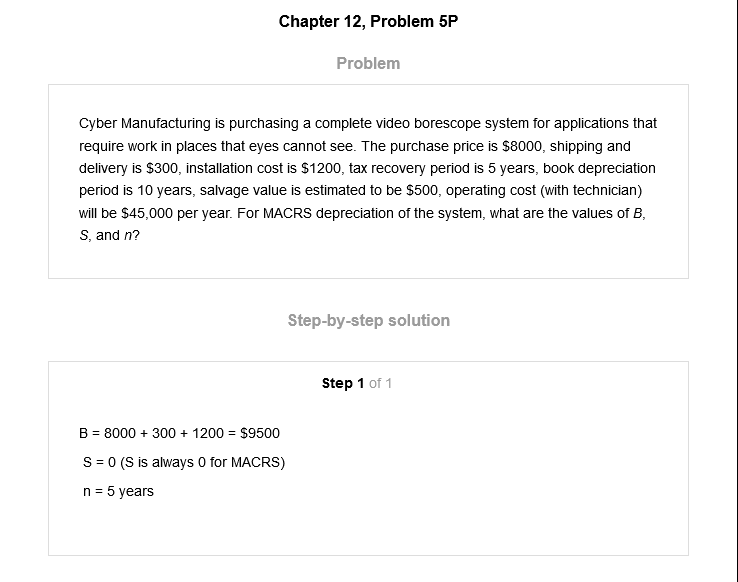 Chapter 12, Problem 5P
Problem
Cyber Manufacturing is purchasing a complete video borescope system for applications that
require work in places that eyes cannot see. The purchase price is $8000, shipping and
delivery is $300, installation cost is $1200, tax recovery period is 5 years, book depreciation
period is 10 years, salvage value is estimated to be $500, operating cost (with technician)
will be $45,000 per year. For MACRS depreciation of the system, what are the values of B,
S, and n?
Step-by-step solution
Step 1 of 1
B = 8000 + 300 + 1200 = $9500
S = 0 (S is always 0 for MACRS)
n = 5 years